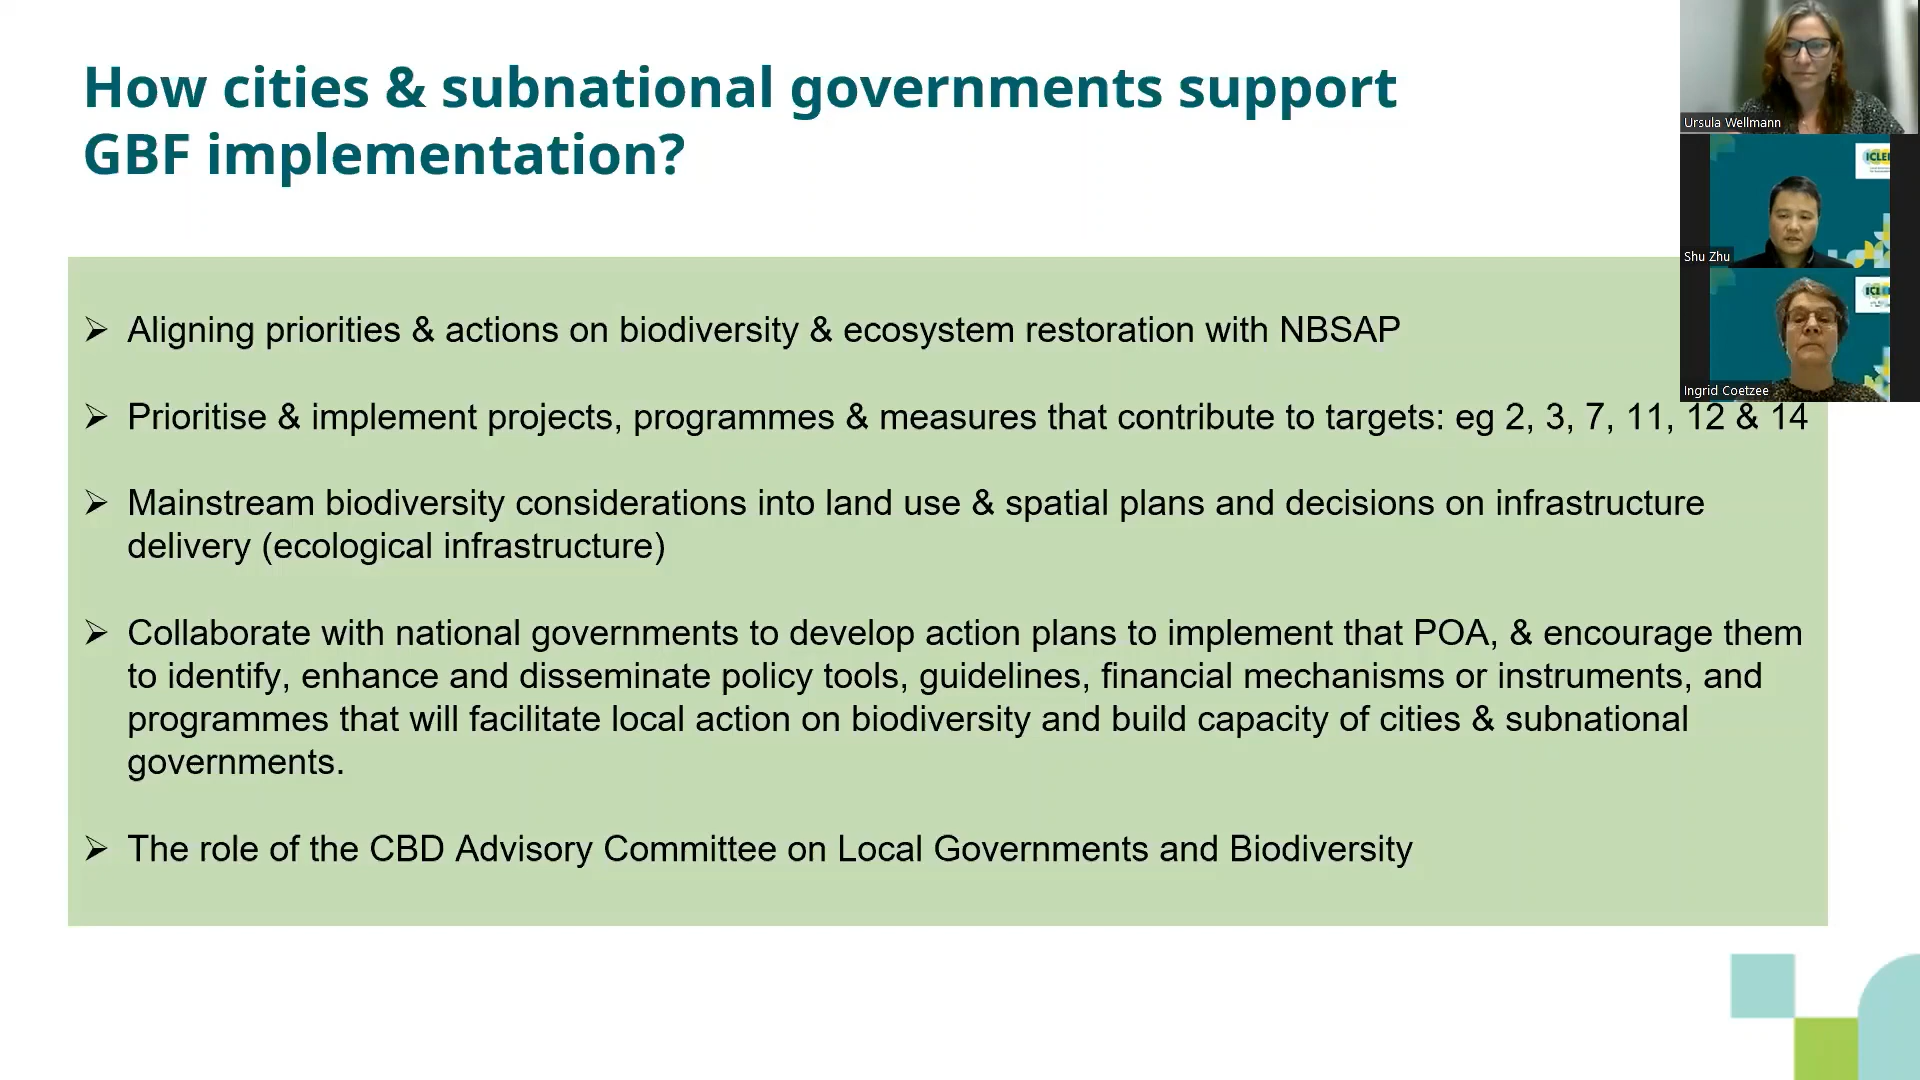 How cities & subnational governments support
GBF implementation?
➢ Aligning priorities & actions on biodiversity & ecosystem restoration with NBSAP
➢ Prioritise & implement projects, programmes & measures that contribute to targets: eg 2, 3, 7, 11, 12 & 14
➢ Mainstream biodiversity considerations into land use & spatial plans and decisions on infrastructure
delivery (ecological infrastructure)
➢ Collaborate with national governments to develop action plans to implement that POA, & encourage them
to identify, enhance and disseminate policy tools, guidelines, financial mechanisms or instruments, and
programmes that will facilitate local action on biodiversity and build capacity of cities & subnational
governments.
➢ The role of the CBD Advisory Committee on Local Governments and Biodiversity
Ursula Wellmann
ICLEI
Shu Zhu
Ingrid Coetzee